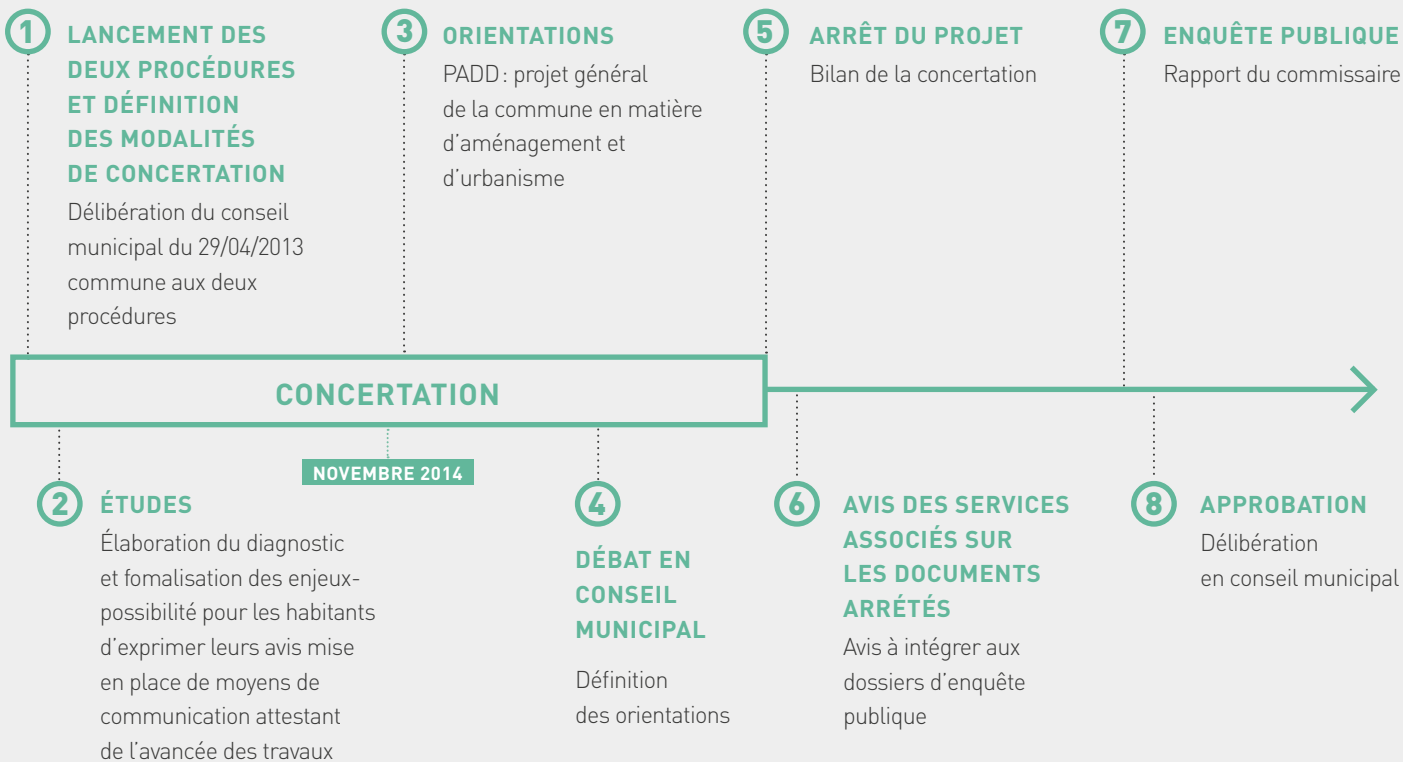 1
LANCEMENT DES
DEUX PROCÉDURES
ET DÉFINITION
DES MODALITÉS
DE CONCERTATION
Délibération du conseil
municipal du 29/04/2013
commune aux deux
procédures
3
ORIENTATIONS
PADD : projet général
de la commune en matière
d'aménagement et
d'urbanisme
5
ARRÊT DU PROJET
Bilan de la concertation
7
ENQUÊTE PUBLIQUE
Rapport du commissaire
CONCERTATION
NOVEMBRE 2014
2
ÉTUDES
Élaboration du diagnostic
et fomalisation des enjeux-
possibilité pour les habitants
d'exprimer leurs avis mise
en place de moyens de
communication attestant
de l'avancée des travaux
4
DÉBAT EN
CONSEIL
MUNICIPAL
Définition
des orientations
6
AVIS DES SERVICES
ASSOCIÉS SUR
LES DOCUMENTS
ARRÉTÉS
Avis à intégrer aux
dossiers d'enquête
publique
8
APPROBATION
Délibération
en conseil municipal